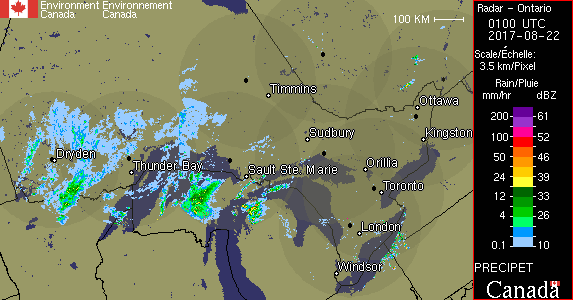 Environment Environnement
Canada Canada
100 KM
Timmins
Ottawa
Sudbury
Kingston
Dryden
Thunder Bay
Sault Ste. Marie
Orillia
Toronto
London
Windsor
Radar - Ontario
0100 UTC
2017-08-22
Scale/Échelle:
3.5 km/Pixel
Rain/Pluie
mm/hr dBZ
200 61
100 52
50 46
24 39
12 33
4 26
2 20
0.1 10
PRECIPET
Canada